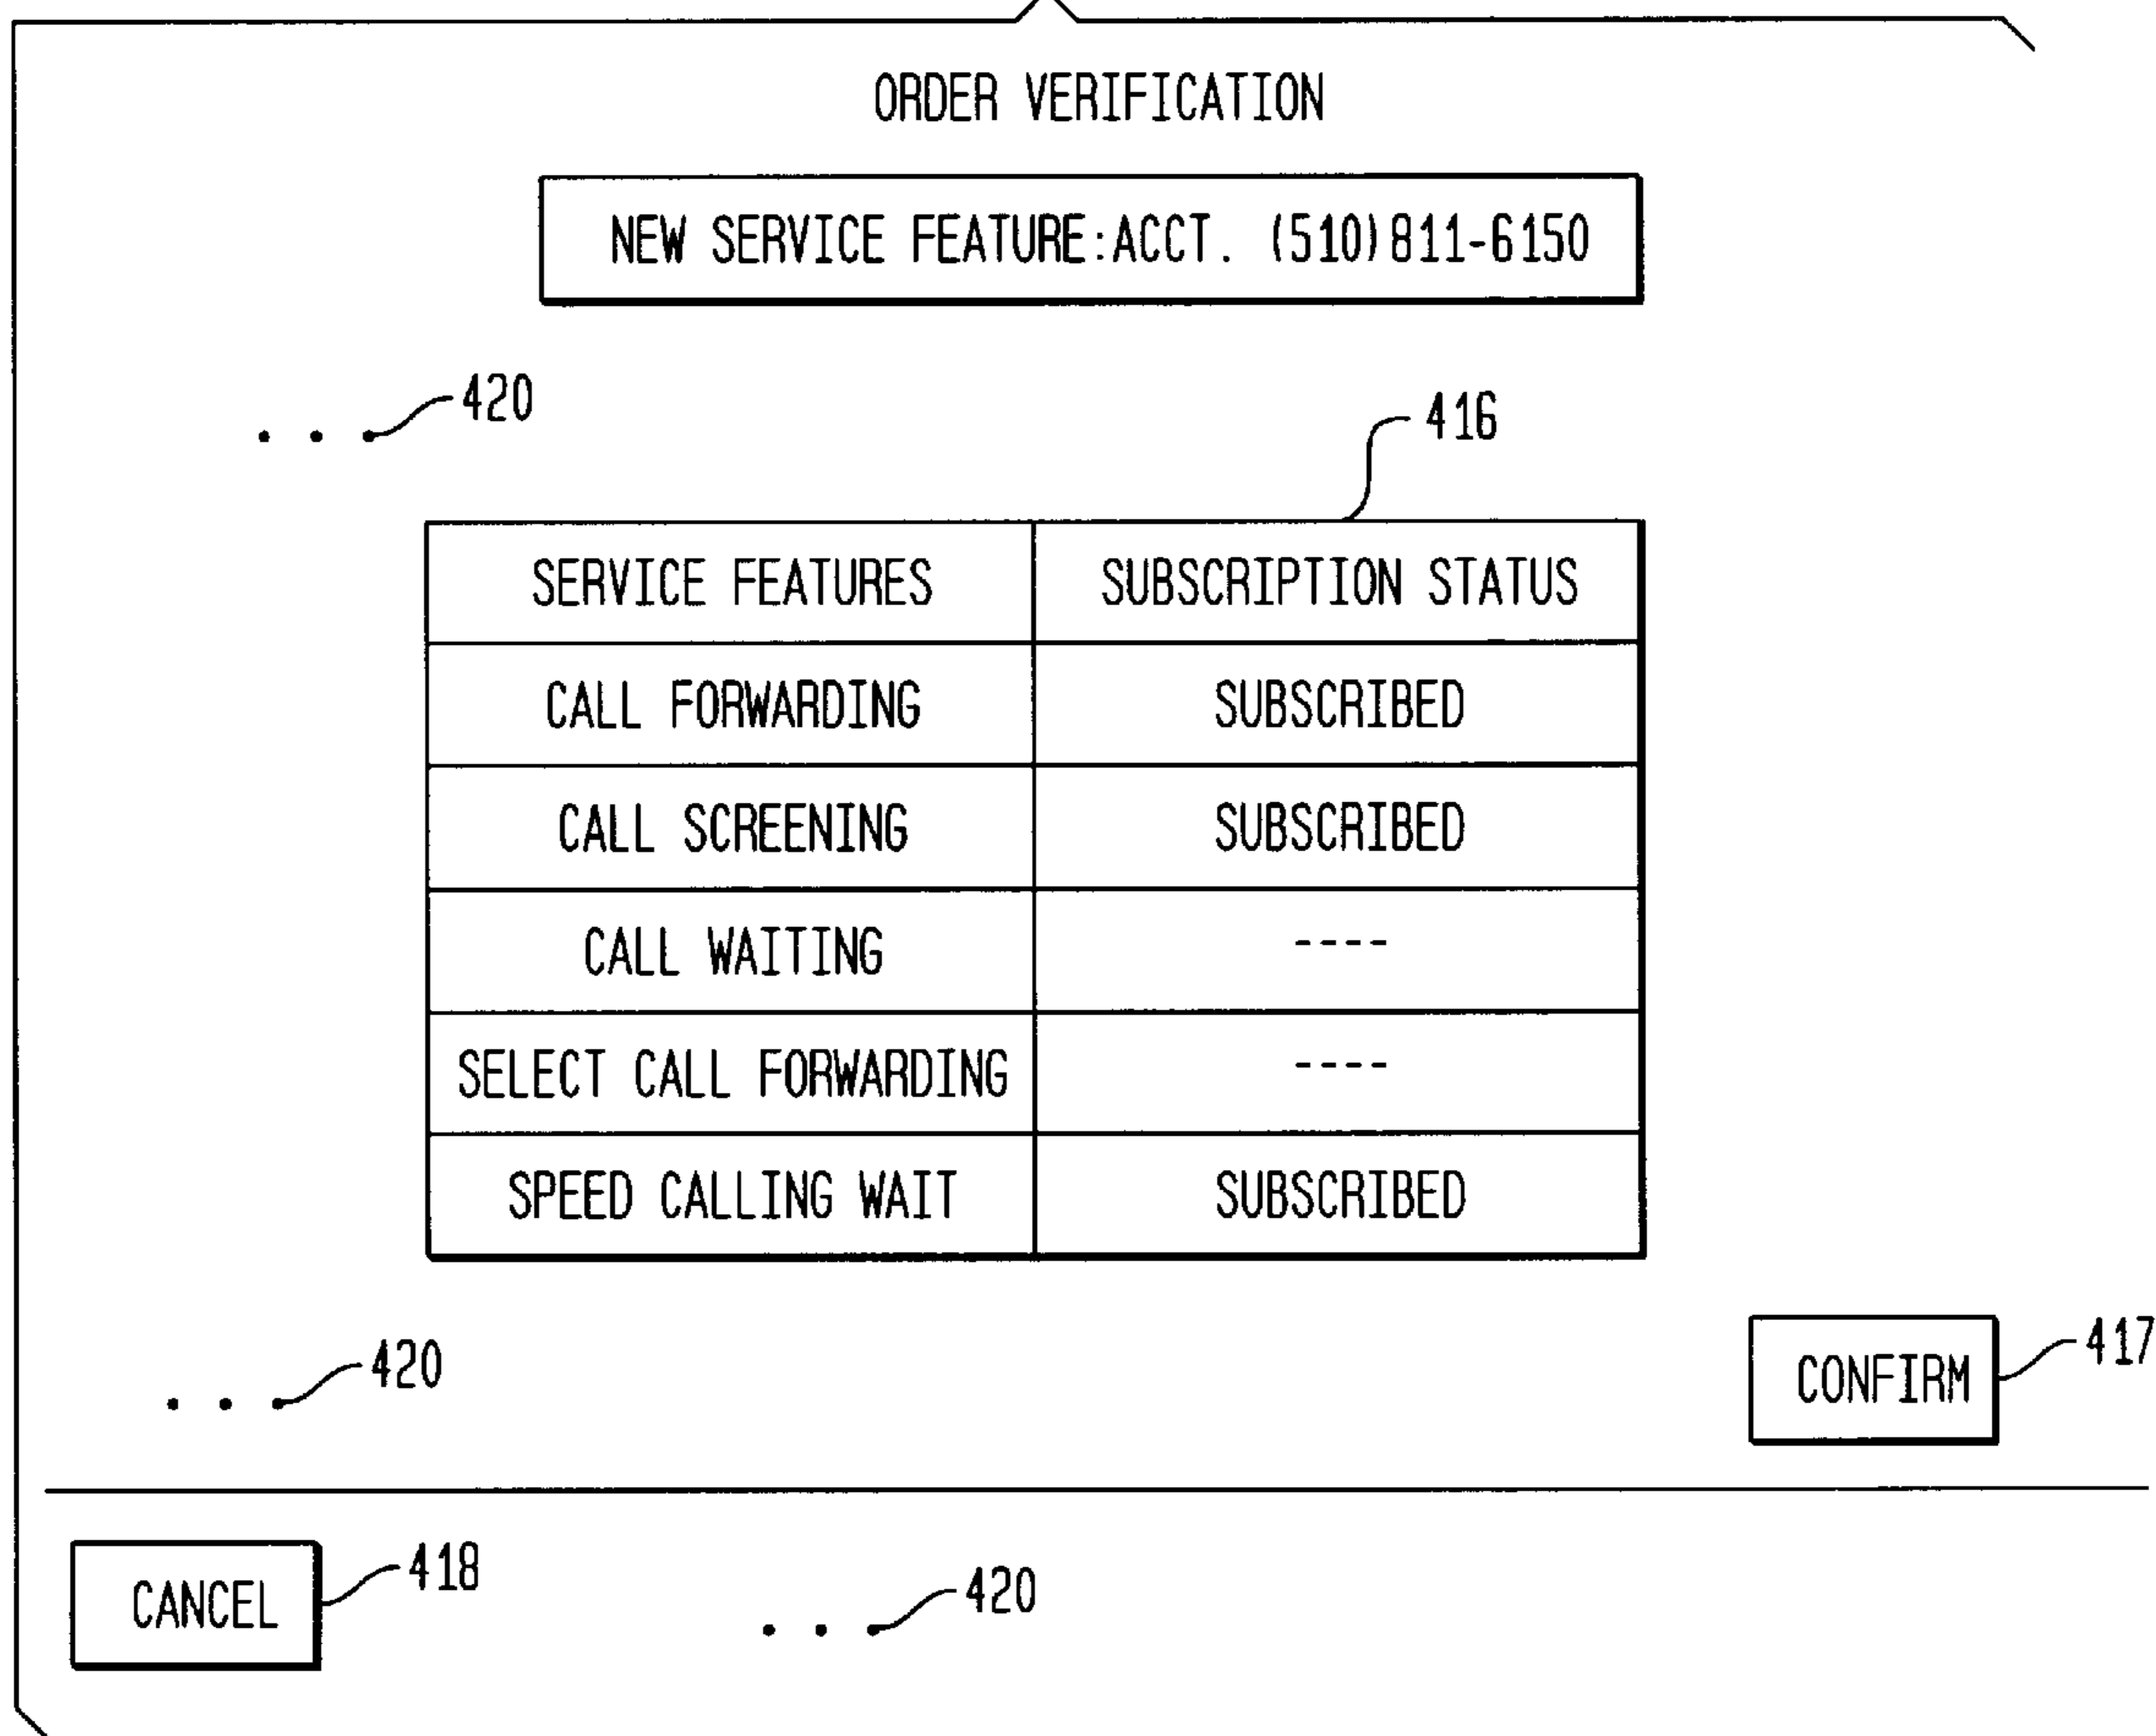 ORDER VERIFICATION
NEW SERVICE FEATURE:ACCT. (510)811-6150
420
416
SERVICE FEATURES SUBSCRIPTION STATUS
CALL FORWARDING SUBSCRIBED
CALL SCREENING SUBSCRIBED
CALL WAITING ----
SELECT CALL FORWARDING ----
SPEED CALLING WAIT SUBSCRIBED
420
CONFIRM 417
CANCEL 418
420